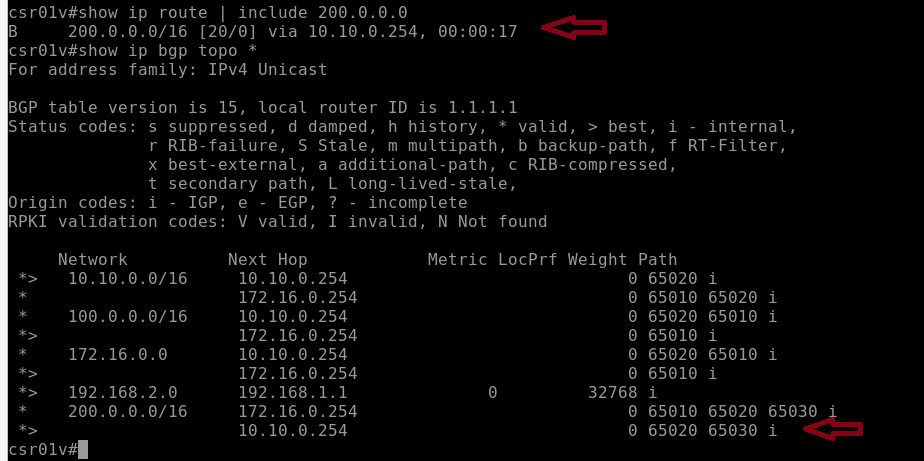 csr01v#show ip route | include 200.0.0.0
B     200.0.0.0/16 [20/0] via 10.10.0.254, 00:00:17
csr01v#show ip bgp topo *
For address family: IPv4 Unicast
BGP table version is 15, local router ID is 1.1.1.1
Status codes: s suppressed, d damped, h history, * valid, > best, i - internal,
              r RIB-failure, S Stale, m multipath, b backup-path, f RT-Filter,
              x best-external, a additional-path, c RIB-compressed,
              t secondary path, L long-lived-stale,
Origin codes: i - IGP, e - EGP, ? - incomplete
RPKI validation codes: V valid, I invalid, N Not found
     Network          Next Hop            Metric LocPrf Weight Path
 *>   10.10.0.0/16     10.10.0.254                            0 65020 i
 *                     172.16.0.254                           0 65010 65020 i
 *    100.0.0.0/16     10.10.0.254                            0 65020 65010 i
 *>                    172.16.0.254                           0 65010 i
 *    172.16.0.0       10.10.0.254                            0 65020 65010 i
 *>                    172.16.0.254                           0 65010 i
 *>   192.168.2.0      192.168.1.1              0         32768 i
 *    200.0.0.0/16     172.16.0.254                           0 65010 65020 65030 i
 *>                    10.10.0.254                            0 65020 65030 i
csr01v#